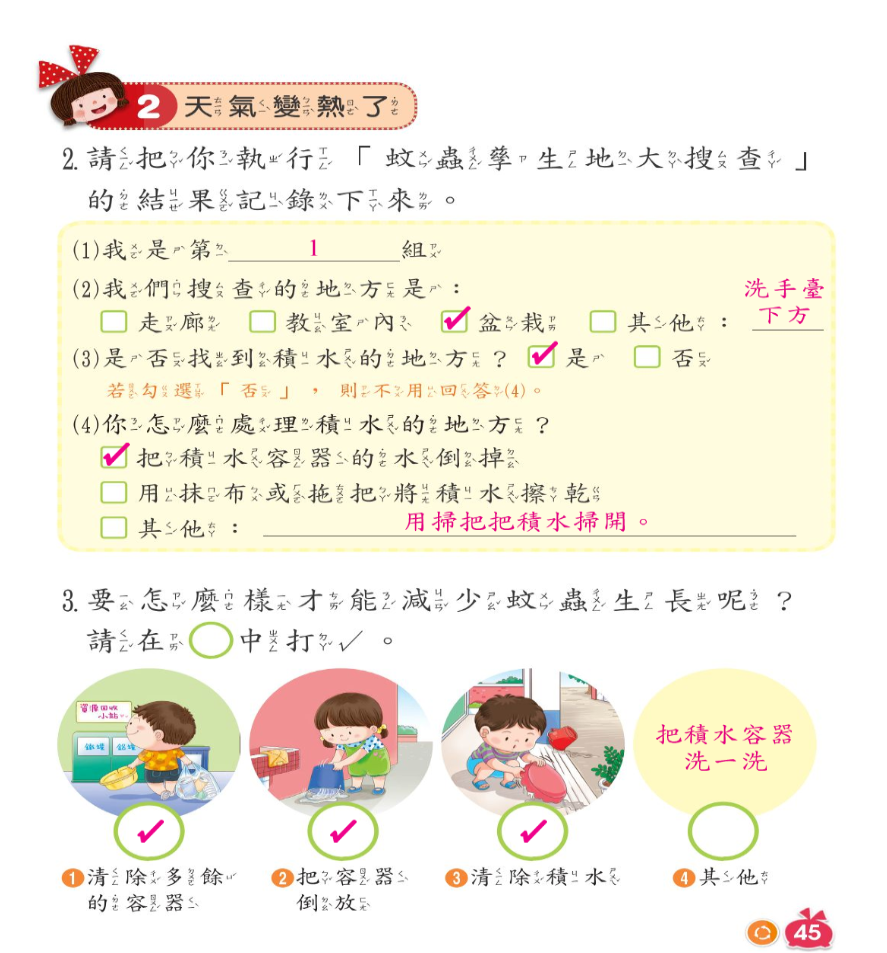 2 天氣變熱了
2. 請把你執行「蚊蟲孳生地大搜查」
的結果記錄下來。
(1)我是第 1 組
(2)我們搜查的地方是：
洗手臺
□走廊 □教室內 ✓盆栽 □其他：下方
(3)是否找到積水的地方？ ✓是 □否
若勾選「否」，則不用回答(4)。
(4)你怎麼處理積水的地方？
✓把積水容器的水倒掉
□用抹布或拖把將積水擦乾
□其他：用掃把把積水掃開。
3. 要怎麼樣才能減少蚊蟲生長呢？
請在○中打✓。
資源回收
小站
鐵罐 鋁罐
把積水容器
洗一洗
✓ ✓ ✓
1清除多餘 2把容器 3清除積水 4其他
的容器 倒放
45